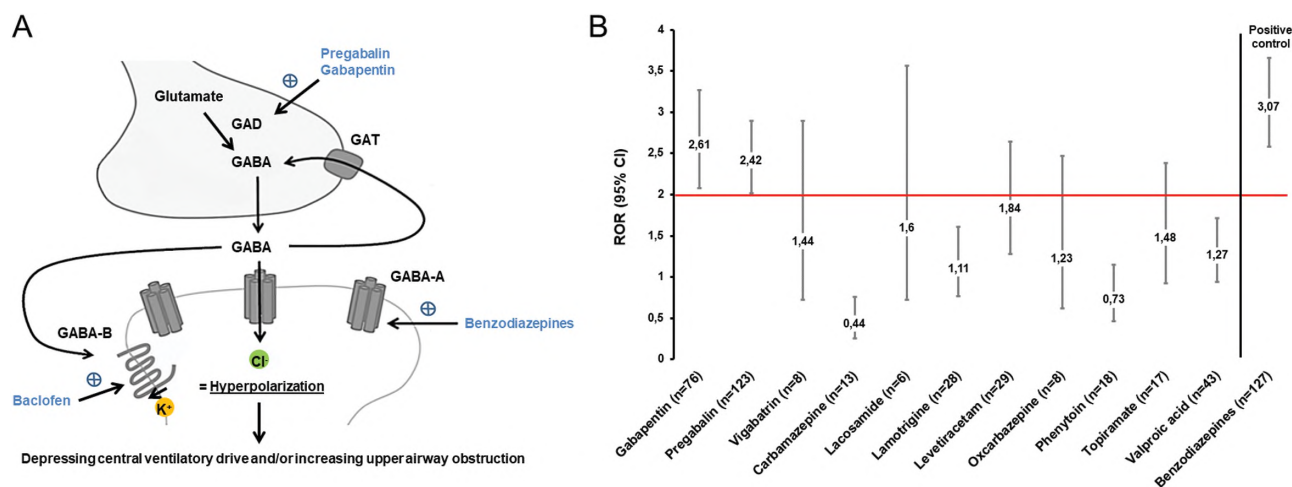 A
Pregabalin
Gabapentin
Glutamate
GAD
GAT
GABA
GABA
GABA-A
GABA-B
Benzodiazepines
Cl-
= Hyperpolarization
Baclofen
K+
Depressing central ventilatory drive and/or increasing upper airway obstruction
B
ROR (95% CI)
4
3,5
3
2,5
2
1,5
1
0,5
0
Positive
control
2,61
2,42
1,44
0,44
1,6
1,11
1,84
1,23
0,73
1,48
1,27
3,07
Gabapentin (n=76)
Pregabalin (n=123)
Vigabatrin (n=8)
Carbamazepine (n=13)
Lacosamide (n=6)
Lamotrigine (n=28)
Levetiracetam (n=29)
Oxcarbazepine (n=8)
Phenytoin (n=18)
Topiramate (n=17)
Valproic acid (n=43)
Benzodiazepines (n=127)